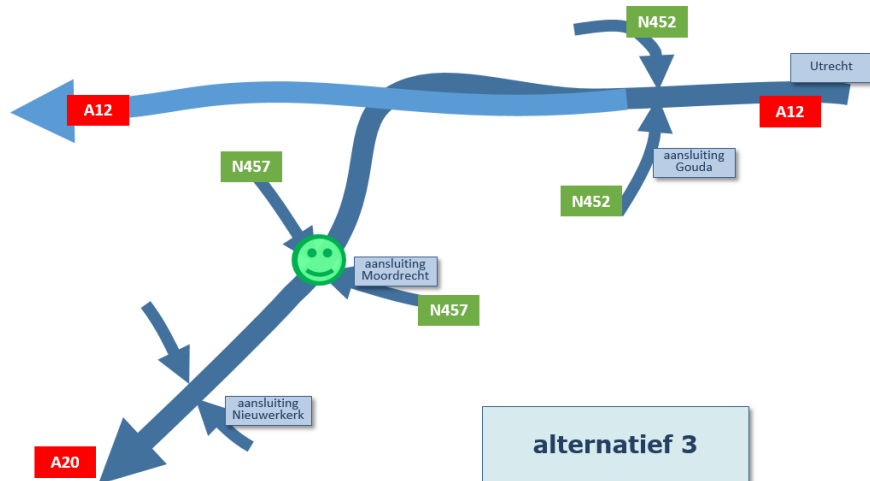 N452
Utrecht
A12
A12
aansluiting
Gouda
N457
N452
aansluiting
Moordrecht
N457
aansluiting
Nieuwerkerk
alternatief 3
A20